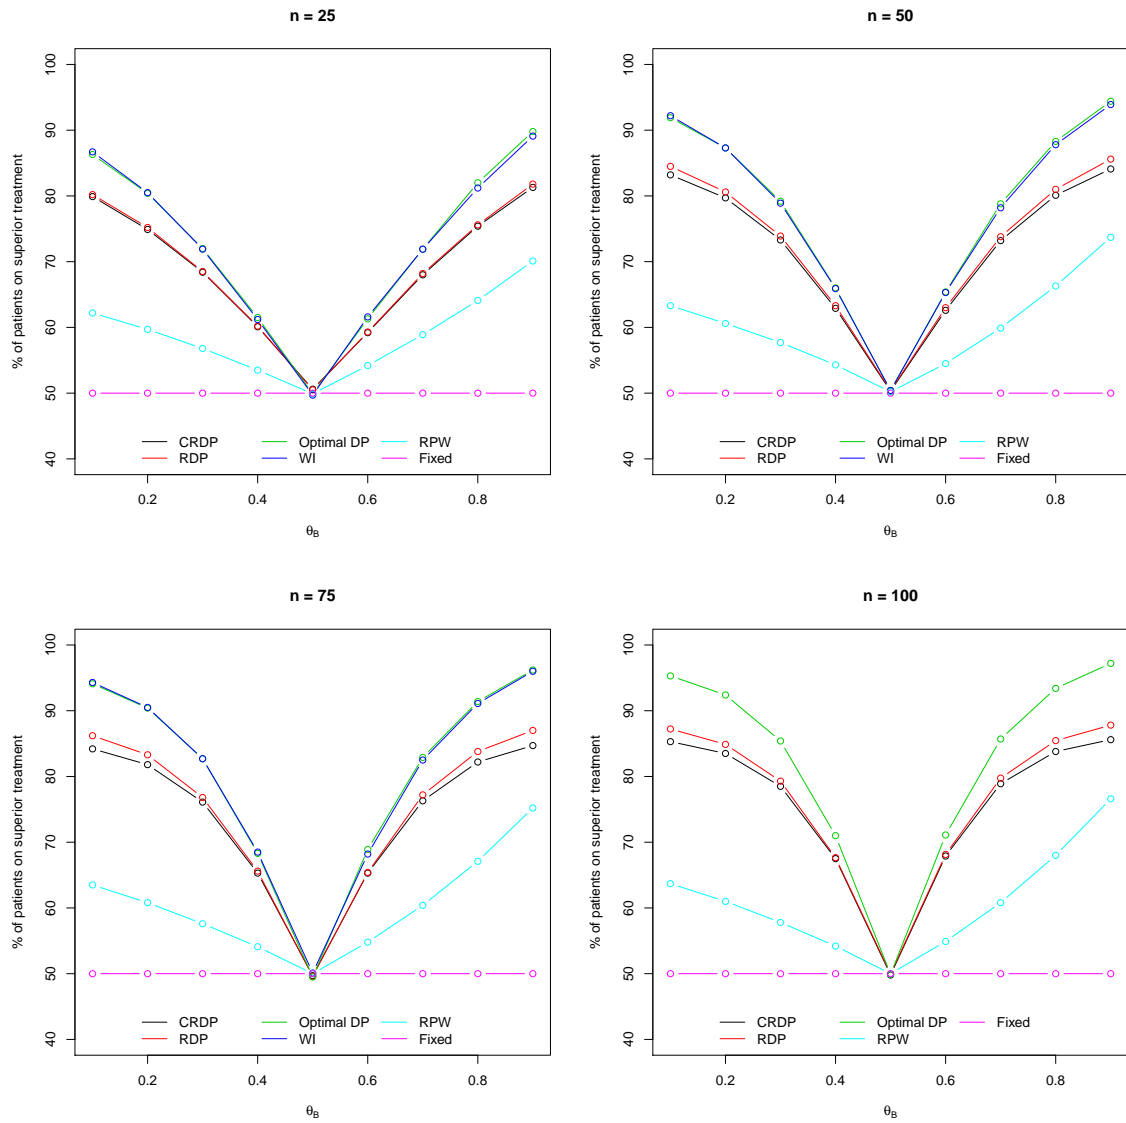 n = 25
% of patients on superior treatment
100
90
80
70
60
50
40
CRDP
RDP
Optimal DP
WI
RPW
Fixed
0.2 0.4 0.6 0.8
θB
n = 50
% of patients on superior treatment
100
90
80
70
60
50
40
CRDP
RDP
Optimal DP
WI
RPW
Fixed
0.2 0.4 0.6 0.8
θB
n = 75
% of patients on superior treatment
100
90
80
70
60
50
40
CRDP
RDP
Optimal DP
WI
RPW
Fixed
0.2 0.4 0.6 0.8
θB
n = 100
% of patients on superior treatment
100
90
80
70
60
50
40
CRDP
RDP
Optimal DP
RPW
Fixed
0.2 0.4 0.6 0.8
θB